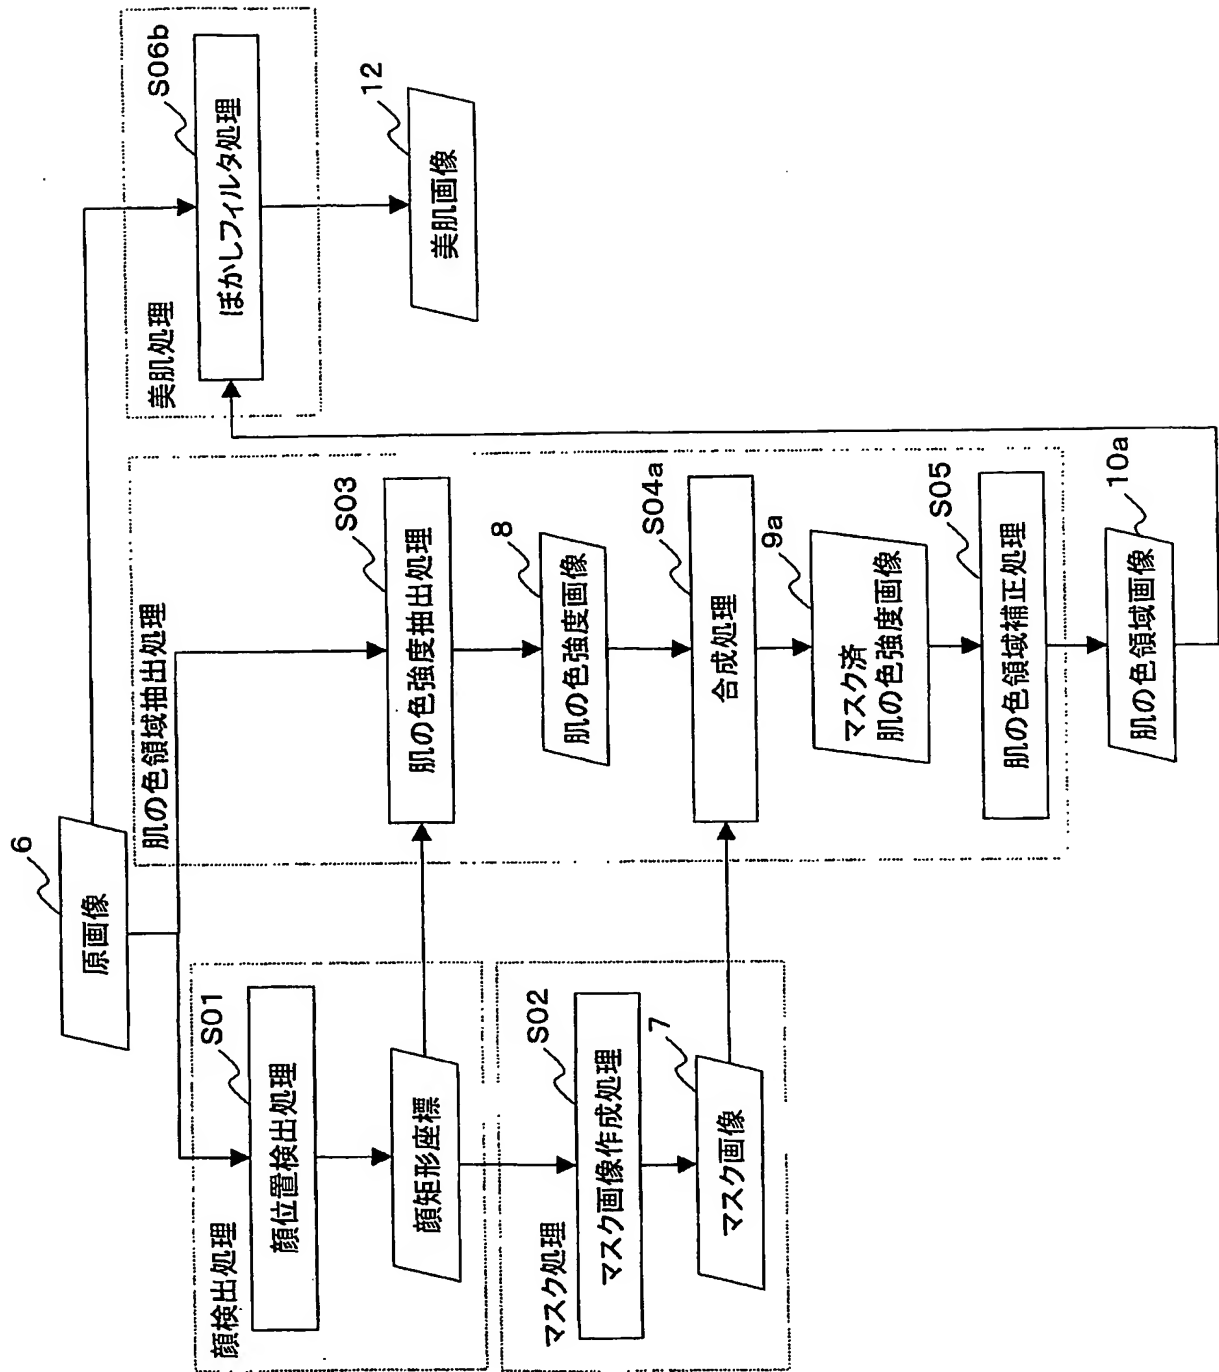 6
原画像
顔検出処理
S01
顔位置検出処理
顔矩形座標
マスク処理
S02
マスク画像作成処理
7
マスク画像
肌の色領域抽出処理
S03
肌の色強度抽出処理
8
肌の色強度画像
S04a
合成処理
9a
マスク済
肌の色強度画像
S05
肌の色領域補正処理
10a
肌の色領域画像
美肌処理
S06b
ぼかしフィルタ処理
12
美肌画像